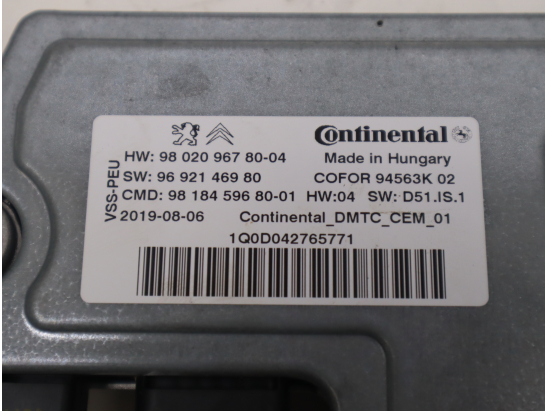 Continental
HW: 98 020 967 80-04 Made in Hungary
SW: 96 921 469 80 COFOR 94563K 02
CMD: 98 184 596 80-01 HW:04 SW: D51.IS.1
2019-08-06 Continental_DMTC_CEM_01
VSS-PEU
1Q0D042765771